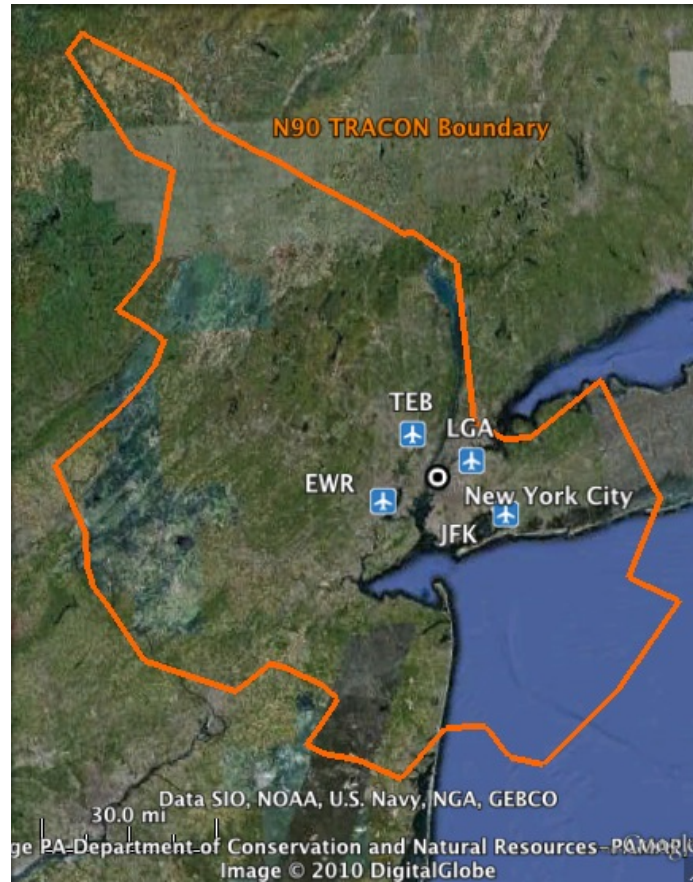 N90 TRACON Boundary
TEB
LGA
EWR
New York City
JFK
Data SIO, NOAA, U.S. Navy, NGA, GEBCO
30.0 mi
ge PA-Department of Conservation and Natural Resources-PAMAP/
Image © 2010 DigitalGlobe